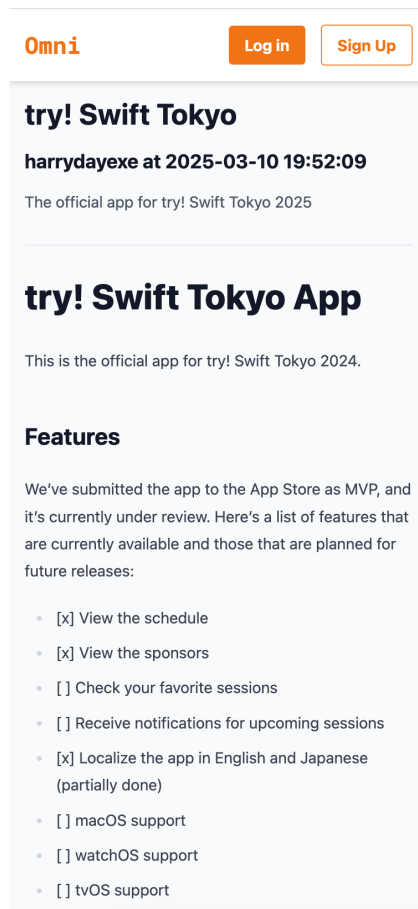 Omni
Log in
Sign Up
try! Swift Tokyo
harrydayexe at 2025-03-10 19:52:09
The official app for try! Swift Tokyo 2025
try! Swift Tokyo App
This is the official app for try! Swift Tokyo 2024.
Features
We’ve submitted the app to the App Store as MVP, and
it’s currently under review. Here’s a list of features that
are currently available and those that are planned for
future releases:
[x] View the schedule
[x] View the sponsors
[ ] Check your favorite sessions
[ ] Receive notifications for upcoming sessions
[x] Localize the app in English and Japanese
(partially done)
[ ] macOS support
[ ] watchOS support
[ ] tvOS support